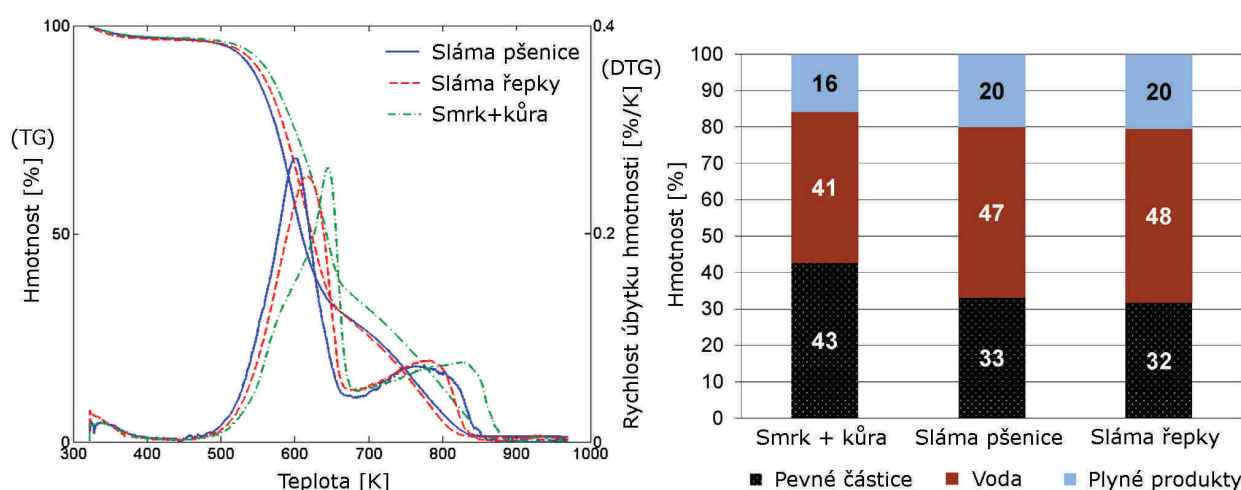 (TG)
Hmotnost [%]
100
50
0
Sláma pšenice
Sláma řepky
Smrk+kůra
300 400 500 600 700 800 900 1000
Teplota [K]
0.4
0.2
0
(DTG)
Rychlost úbytku hmotnosti [%/K]
Hmotnost [%]
100
90
80
70
60
50
40
30
20
10
0
16 20 20
41 47 48
43 33 32
Smrk + kůra Sláma pšenice Sláma řepky
Pevné částice Voda Plyné produkty